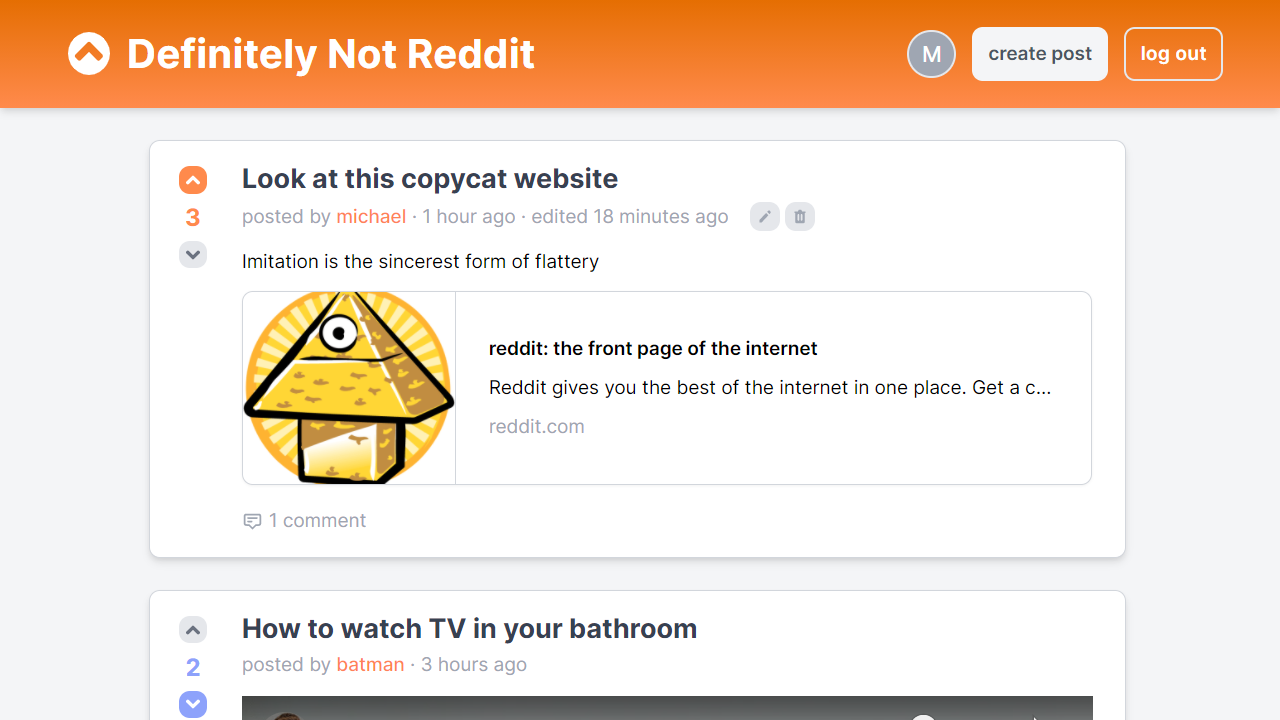 Definitely Not Reddit
M
create post
log out
Look at this copycat website
3
posted by michael · 1 hour ago · edited 18 minutes ago
Imitation is the sincerest form of flattery
reddit: the front page of the internet
Reddit gives you the best of the internet in one place. Get a c...
reddit.com
1 comment
How to watch TV in your bathroom
2
posted by batman · 3 hours ago